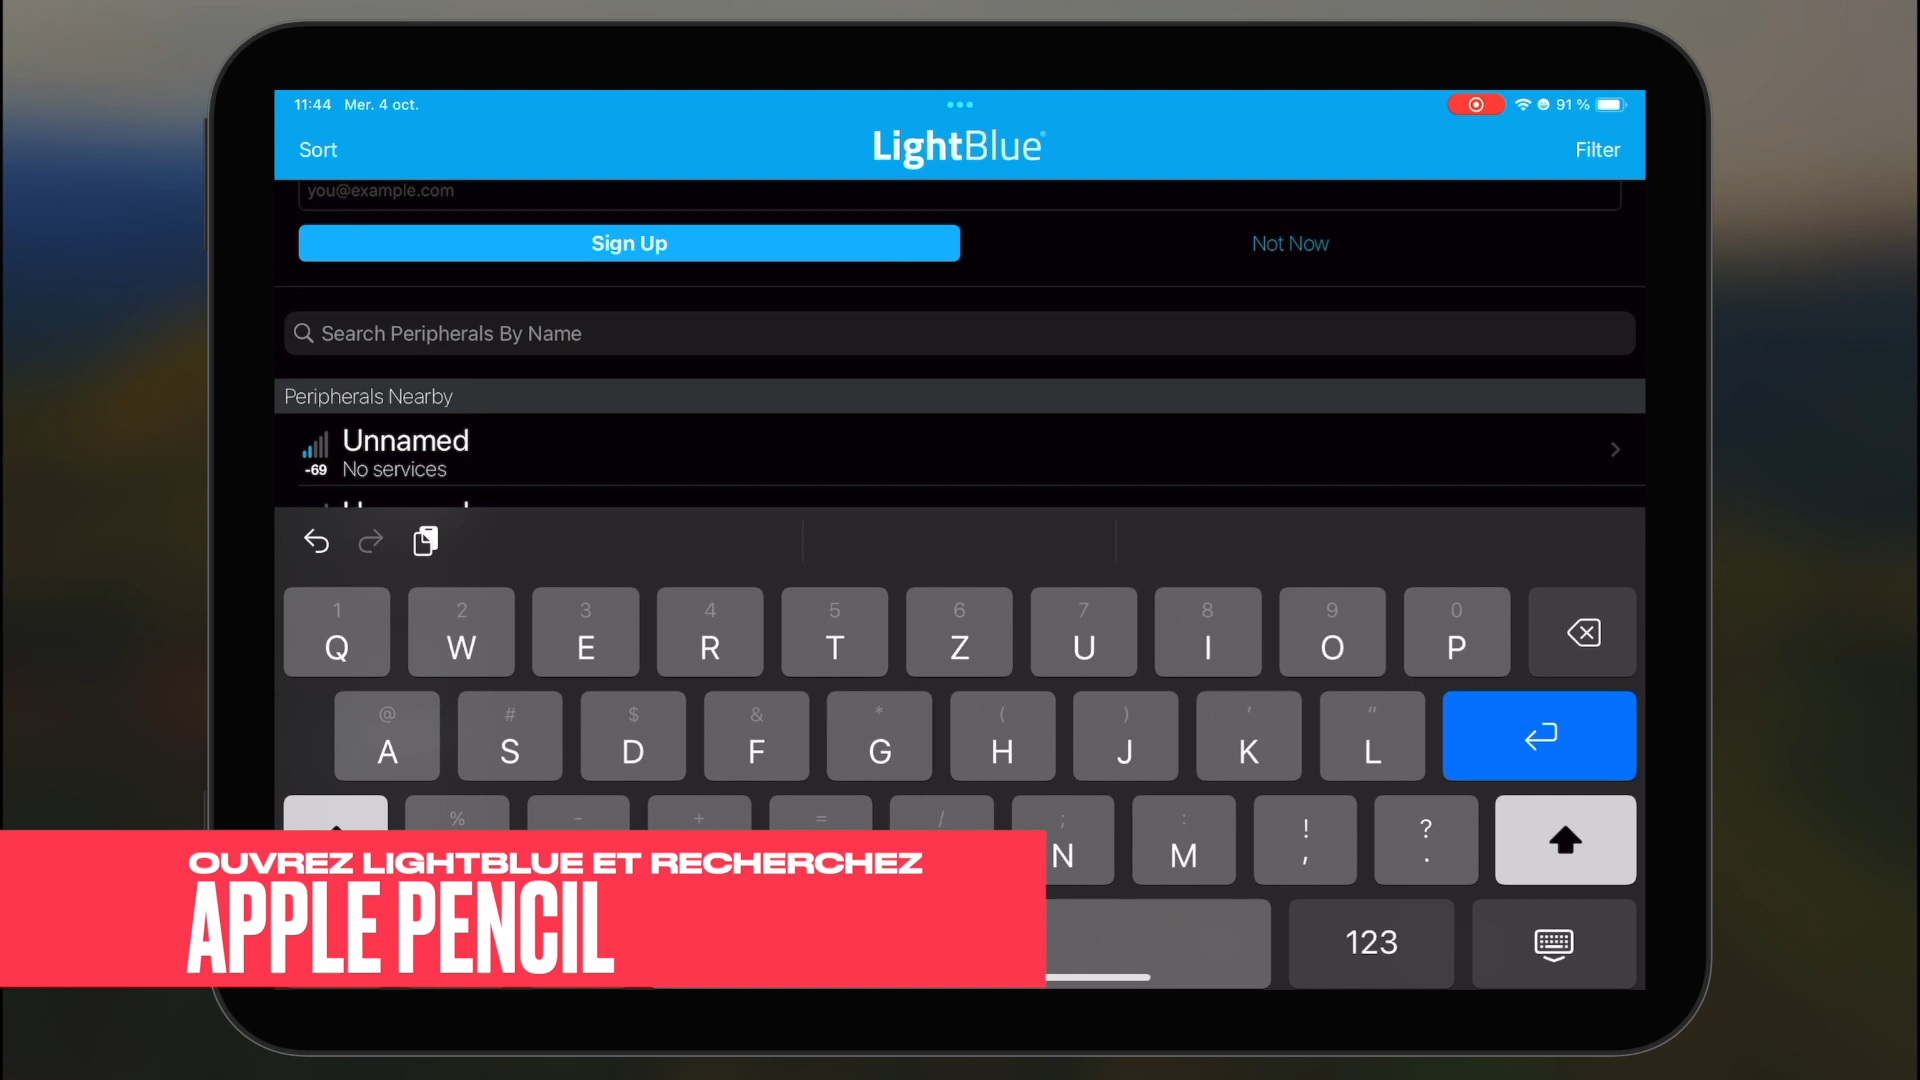 11:44 Mer. 4 oct.
91 %
Sort
LightBlue
Filter
you@example.com
Sign Up
Not Now
Search Peripherals By Name
Peripherals Nearby
Unnamed
-69 No services
1 2 3 4 5 6 7 8 9 0
Q W E R T Z U I O P
@ # $ & * ( ) ' "
A S D F G H J K L
% - + = / ; : ! ?
N M , .
123
OUVREZ LIGHTBLUE ET RECHERCHEZ
APPLE PENCIL